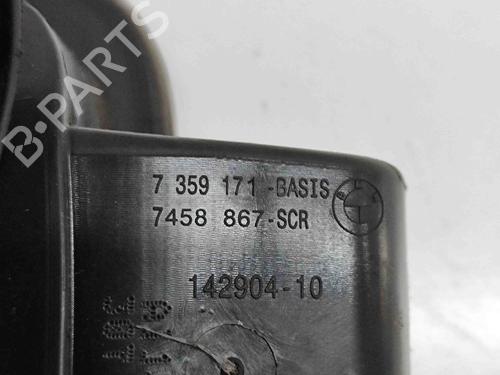 B-PARTS
7 359 171-BASIS
7458 867-SCR
142904-10